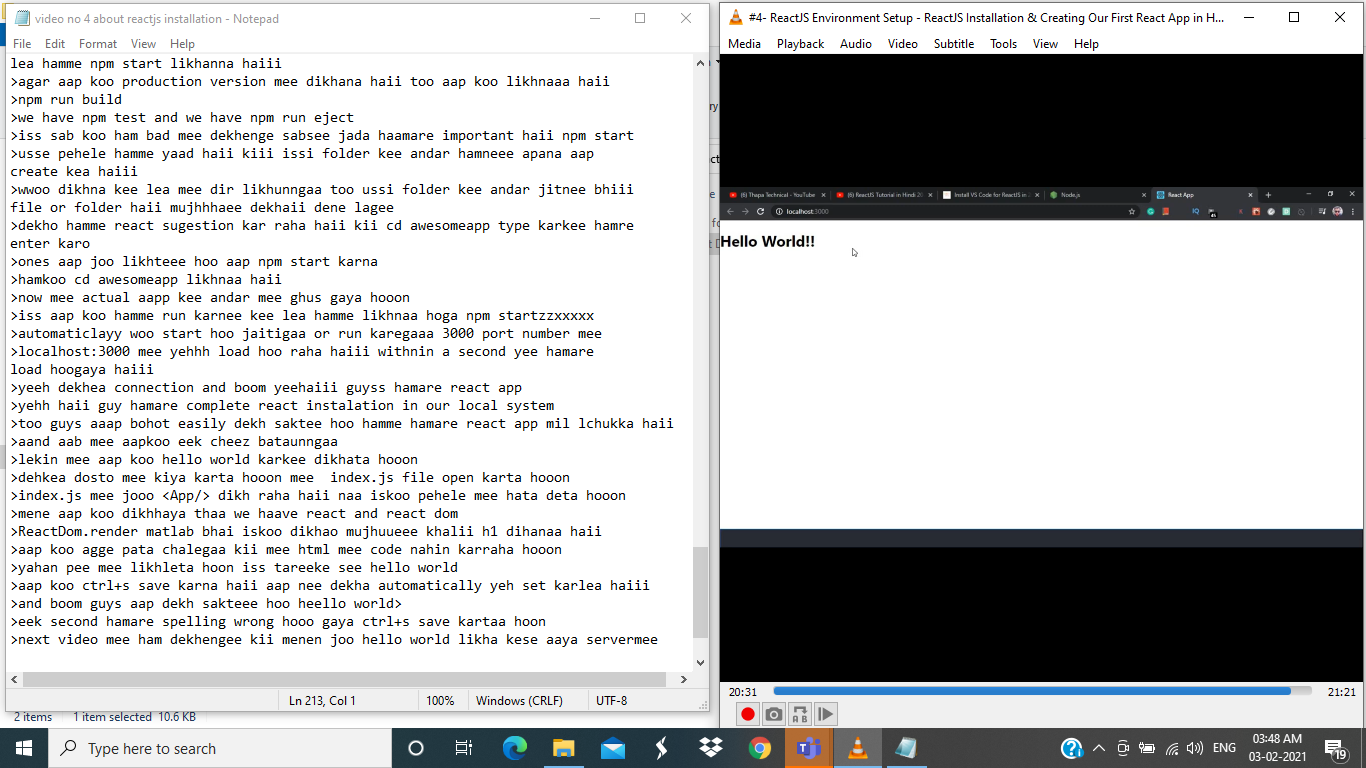 video no 4 about reactjs installation - Notepad
File Edit Format View Help
lea hamme npm start likhanna haiii
>agar aap koo production version mee dikhana haii too aap koo likhnaaa haii
>npm run build
>we have npm test and we have npm run eject
>iss sab koo ham bad mee dekhenge sabsee jada haamare important haii npm start
>usse pehele hamme yaad haii kiii issi folder kee andar hamneee apana aap
create kea haiii
>wwoo dikhna kee lea mee dir likhunngaa too ussi folder kee andar jitnee bhiii
file or folder haii mujhhhaee dekhaii dene lagee
>dekho hamme react sugestion kar raha haii kii cd awesomeapp type karkee hamre
enter karo
>ones aap joo likhteee hoo aap npm start karna
>hamkoo cd awesomeapp likhnaa haii
>now mee actual aapp kee andar mee ghus gaya hooon
>iss aap koo hamme run karnee kee lea hamme likhnaa hoga npm startzzxxxxx
>automaticlayy woo start hoo jaitigaa or run karegaaa 3000 port number mee
>localhost:3000 mee yehhh load hoo raha haiii withnin a second yee hamare
load hoogaya haiii
>yeeh dekhea connection and boom yeehaiii guyss hamare react app
>yehh haii guy hamare complete react instalation in our local system
>too guys aaap bohot easily dekh saktee hoo hamme hamare react app mil lchukka haii
>aand aab mee aapkoo eek cheez bataunngaa
>lekin mee aap koo hello world karkee dikhata hooon
>dehkea dosto mee kiya karta hooon mee  index.js file open karta hooon
>index.js mee jooo <App/> dikh raha haii naa iskoo pehele mee hata deta hooon
>mene aap koo dikhhaya thaa we haave react and react dom
>ReactDom.render matlab bhai iskoo dikhao mujhuueee khalii h1 dihanaa haii
>aap koo agge pata chalegaa kii mee html mee code nahin karraha hooon
>yahan pee mee likhleta hoon iss tareeke see hello world
>aap koo ctrl+s save karna haii aap nee dekha automatically yeh set karlea haiii
>and boom guys aap dekh sakteee hoo heello world>
>eek second hamare spelling wrong hooo gaya ctrl+s save kartaa hoon
>next video mee ham dekhengee kii menen joo hello world likha kese aaya servermee
Ln 213, Col 1 100% Windows (CRLF) UTF-8
2 items 1 item selected 10.6 KB
#4- ReactJS Environment Setup - ReactJS Installation & Creating Our First React App in H...
Media Playback Audio Video Subtitle Tools View Help
(6) Thapa Technical - YouTube (6) ReactJS Tutorial in Hindi 20 Install VS Code for ReactJS in Node.js React App
localhost:3000
Hello World!!
20:31 21:21
Type here to search
ENG
03:48 AM
03-02-2021
19